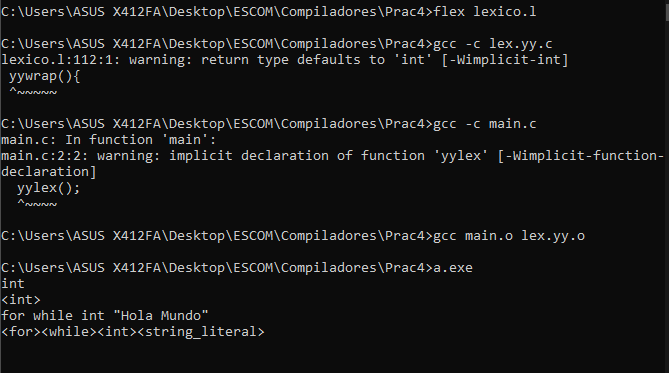 C:\Users\ASUS X412FA\Desktop\ESCOM\Compiladores\Prac4>flex lexico.l
C:\Users\ASUS X412FA\Desktop\ESCOM\Compiladores\Prac4>gcc -c lex.yy.c
lexico.l:112:1: warning: return type defaults to 'int' [-Wimplicit-int]
 yywrap(){
 ^~~~~~
C:\Users\ASUS X412FA\Desktop\ESCOM\Compiladores\Prac4>gcc -c main.c
main.c: In function 'main':
main.c:2:2: warning: implicit declaration of function 'yylex' [-Wimplicit-function-
declaration]
  yylex();
  ^~~~~
C:\Users\ASUS X412FA\Desktop\ESCOM\Compiladores\Prac4>gcc main.o lex.yy.o
C:\Users\ASUS X412FA\Desktop\ESCOM\Compiladores\Prac4>a.exe
int
<int>
for while int "Hola Mundo"
<for><while><int><string_literal>